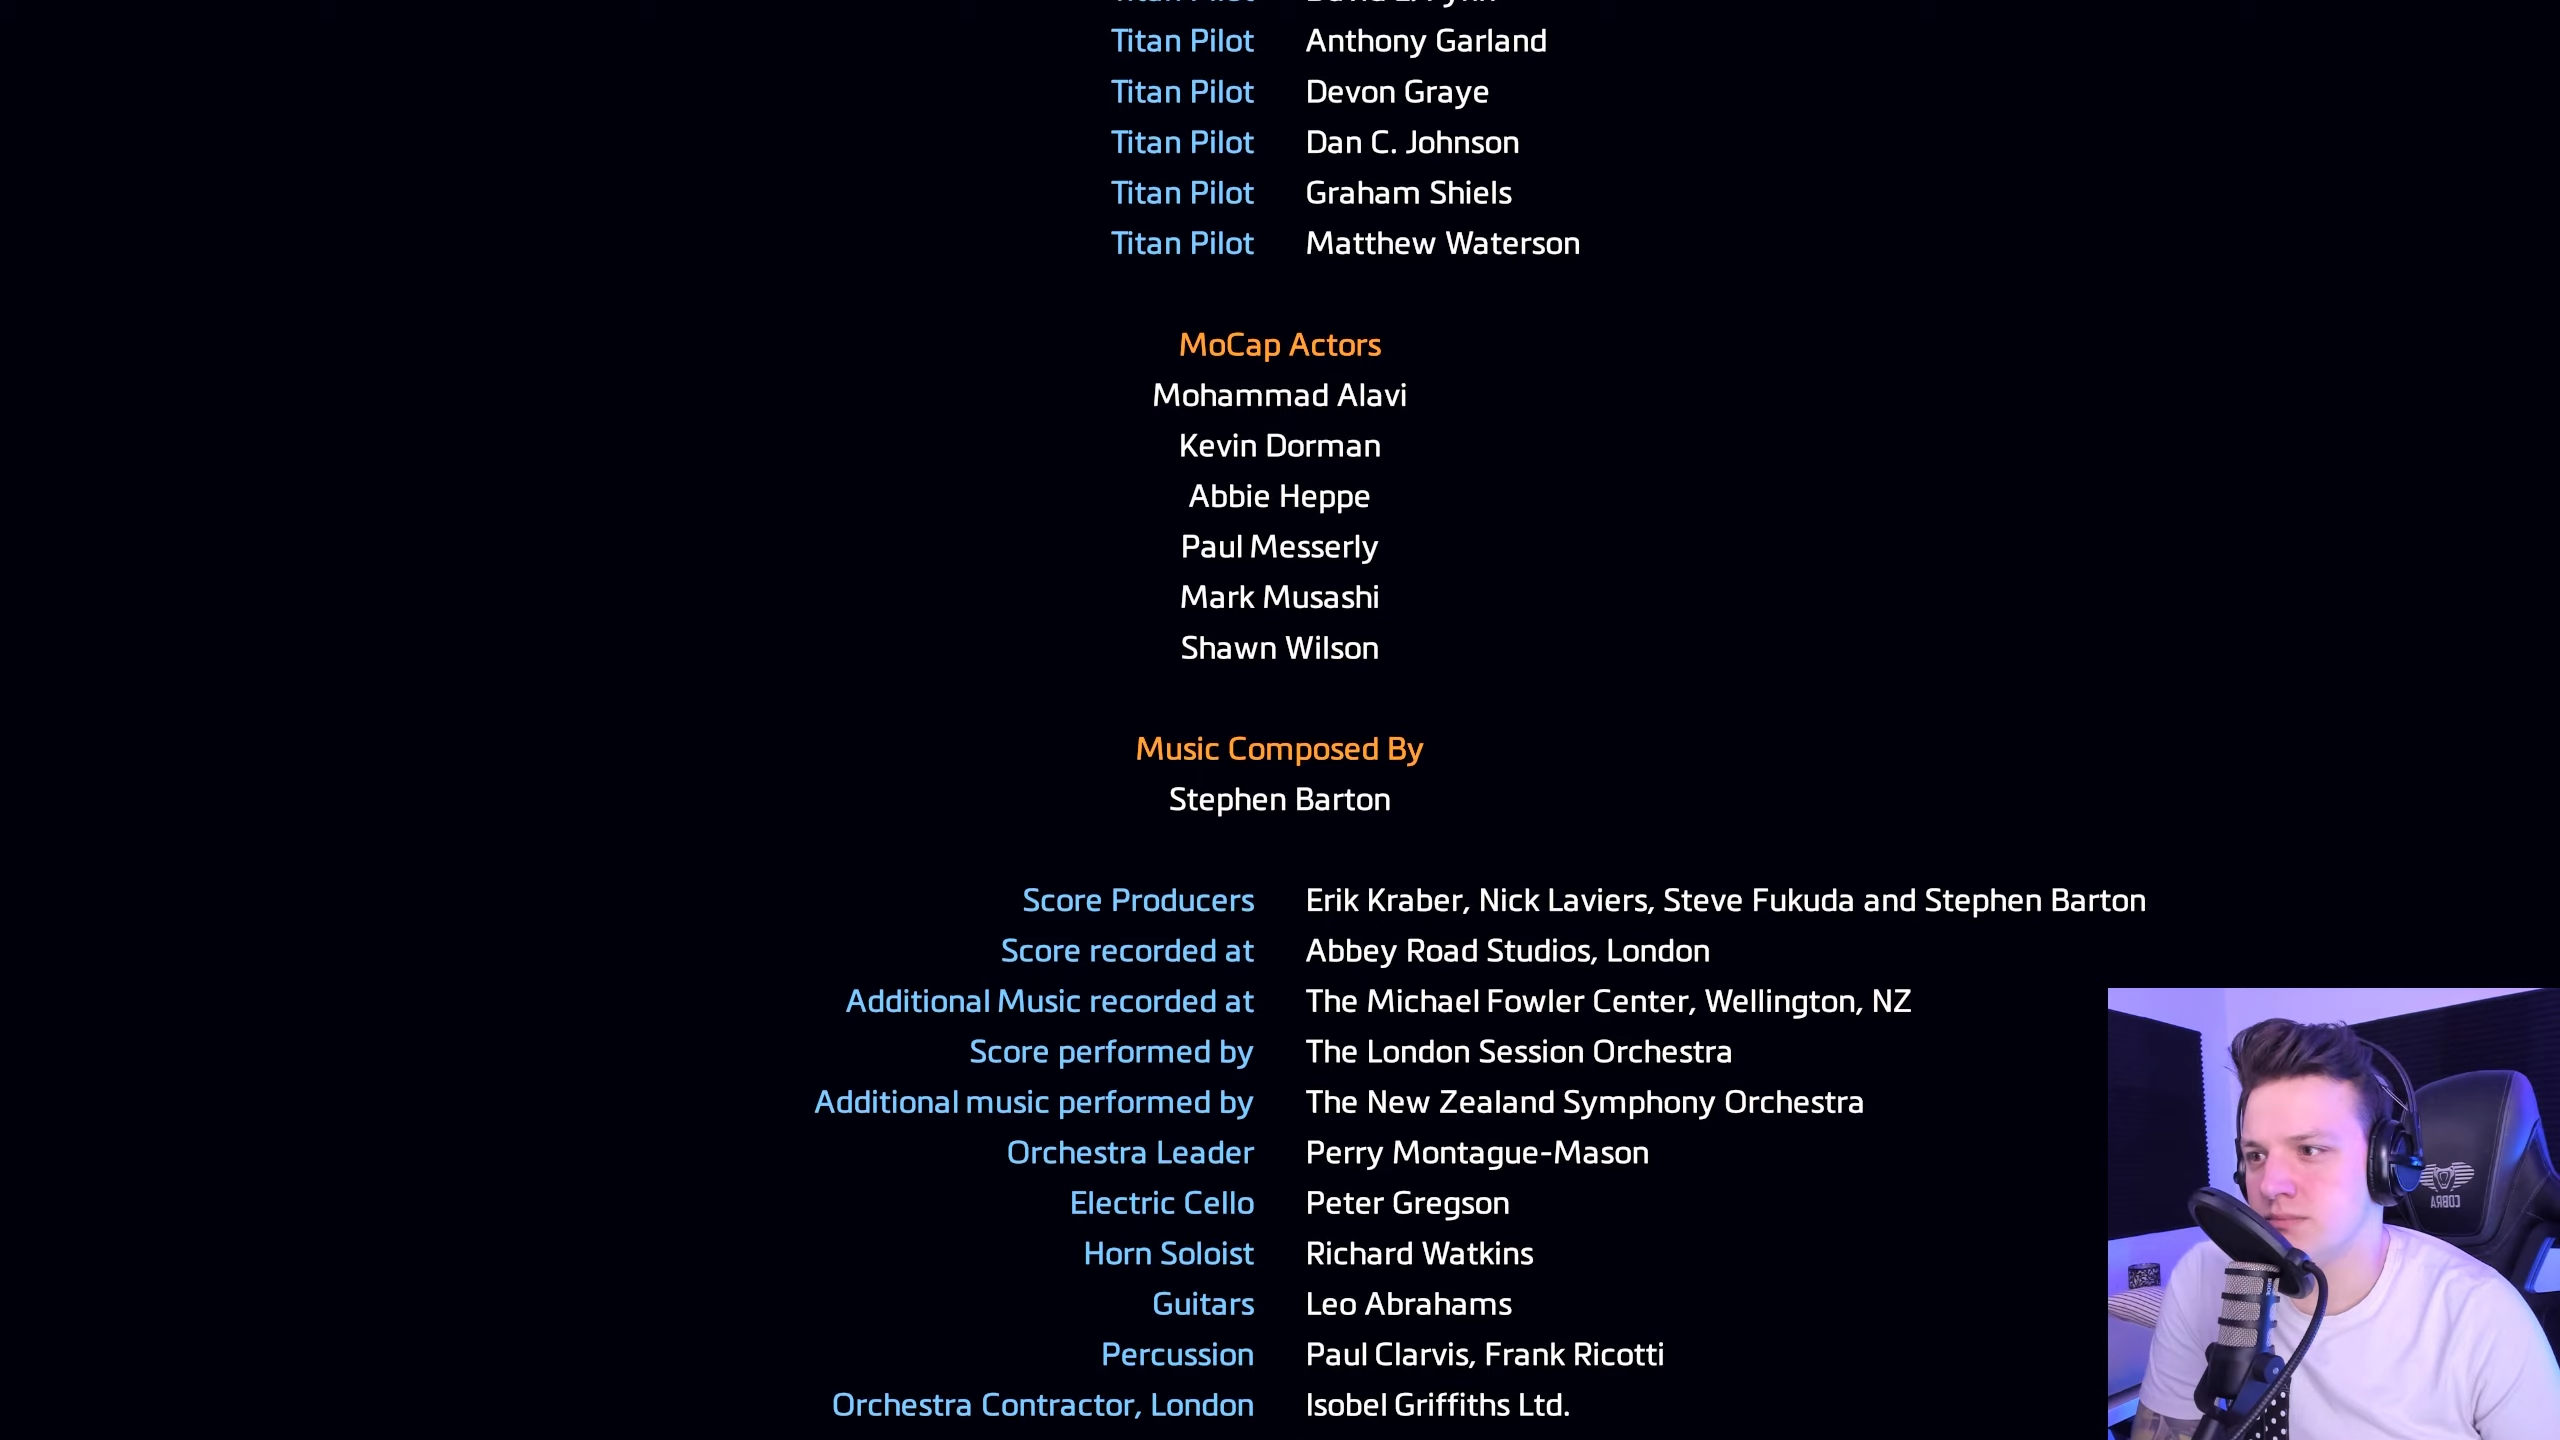 Titan Pilot
Titan Pilot Anthony Garland
Titan Pilot Devon Graye
Titan Pilot Dan C. Johnson
Titan Pilot Graham Shiels
Titan Pilot Matthew Waterson
MoCap Actors
Mohammad Alavi
Kevin Dorman
Abbie Heppe
Paul Messerly
Mark Musashi
Shawn Wilson
Music Composed By
Stephen Barton
Score Producers Erik Kraber, Nick Laviers, Steve Fukuda and Stephen Barton
Score recorded at Abbey Road Studios, London
Additional Music recorded at The Michael Fowler Center, Wellington, NZ
Score performed by The London Session Orchestra
Additional music performed by The New Zealand Symphony Orchestra
Orchestra Leader Perry Montague-Mason
Electric Cello Peter Gregson
Horn Soloist Richard Watkins
Guitars Leo Abrahams
Percussion Paul Clarvis, Frank Ricotti
Orchestra Contractor, London Isobel Griffiths Ltd.
COBRA